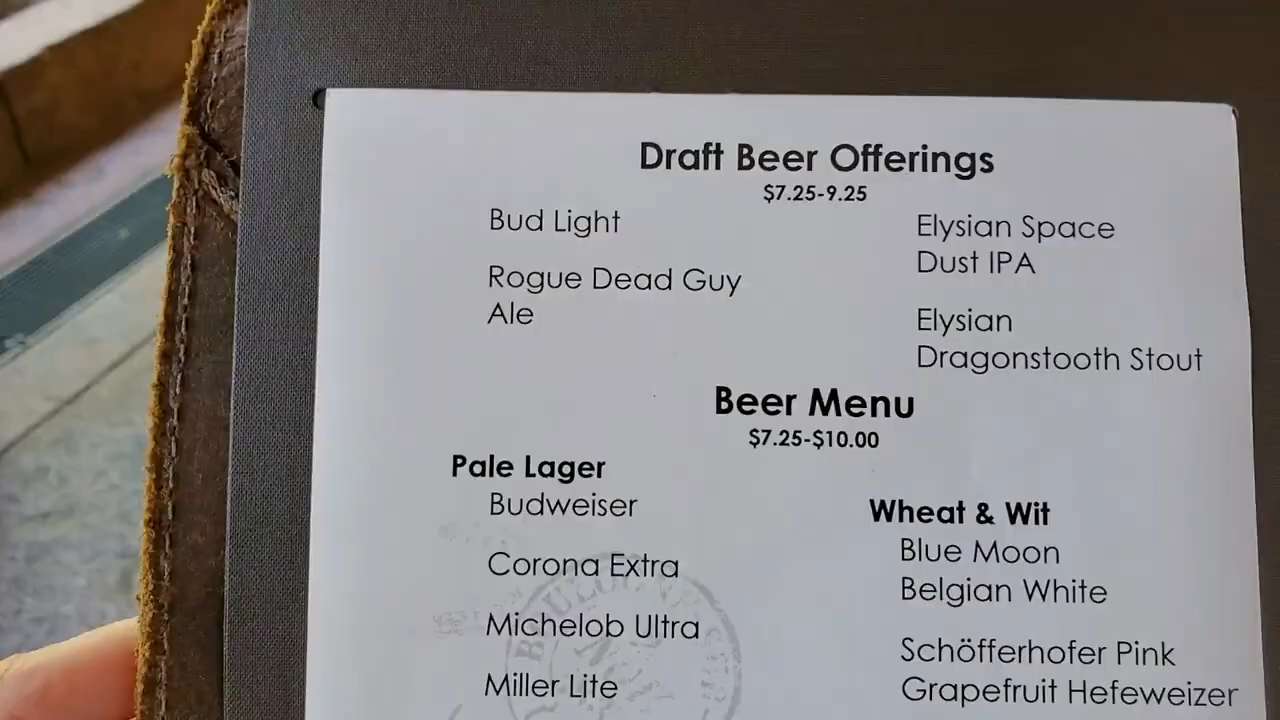 Draft Beer Offerings
$7.25-9.25
Bud Light
Rogue Dead Guy
Ale
Elysian Space
Dust IPA
Elysian
Dragonstooth Stout
Beer Menu
$7.25-$10.00
Pale Lager
Budweiser
Corona Extra
Michelob Ultra
Miller Lite
Wheat & Wit
Blue Moon
Belgian White
Schöfferhofer Pink
Grapefruit Hefeweizer